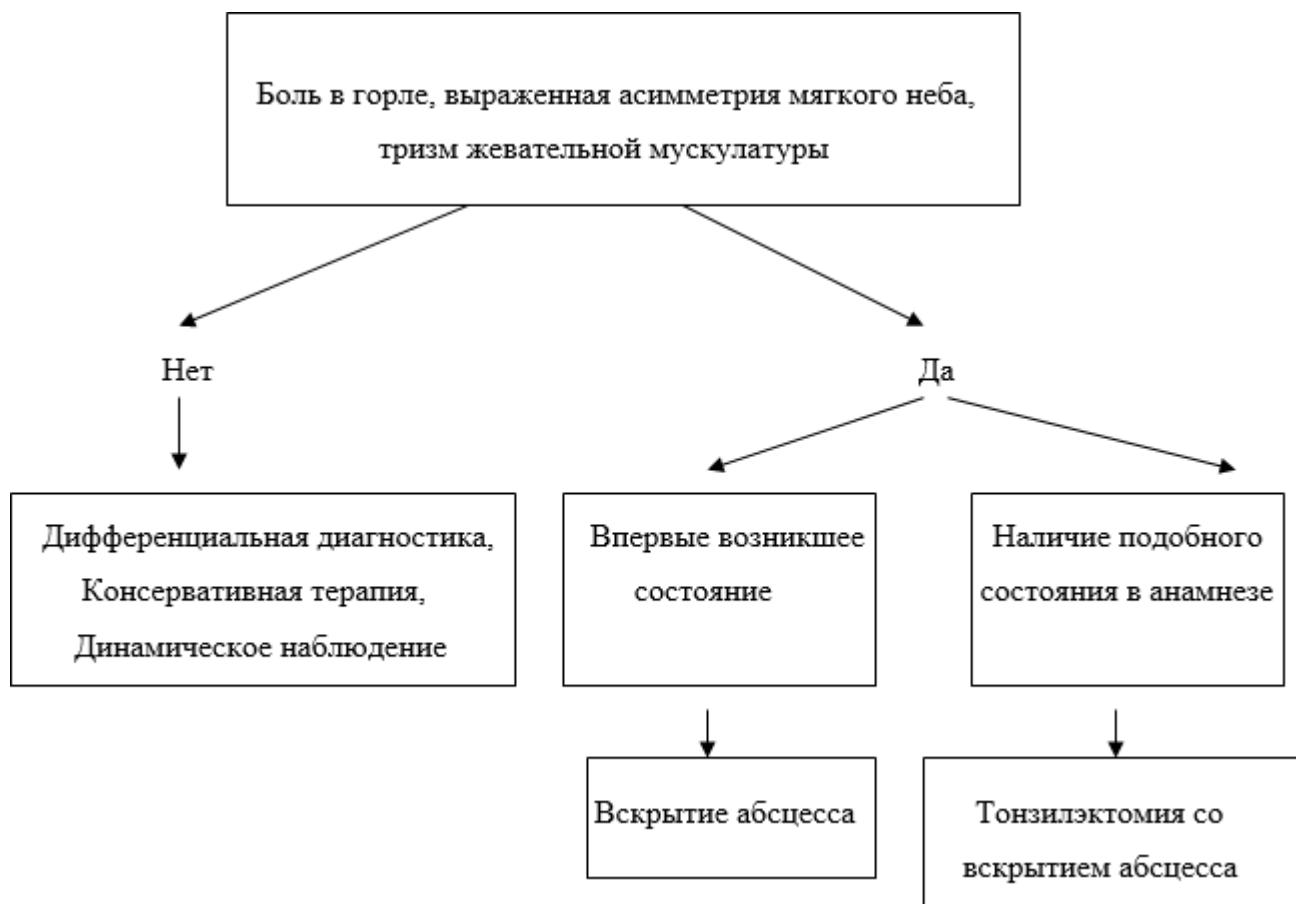 Боль в горле, выраженная асимметрия мягкого неба,
тризм жевательной мускулатуры
Нет
Да
Дифференциальная диагностика,
Консервативная терапия,
Динамическое наблюдение
Впервые возникшее
состояние
Наличие подобного
состояния в анамнезе
Вскрытие абсцесса
Тонзилэктомия со
вскрытием абсцесса